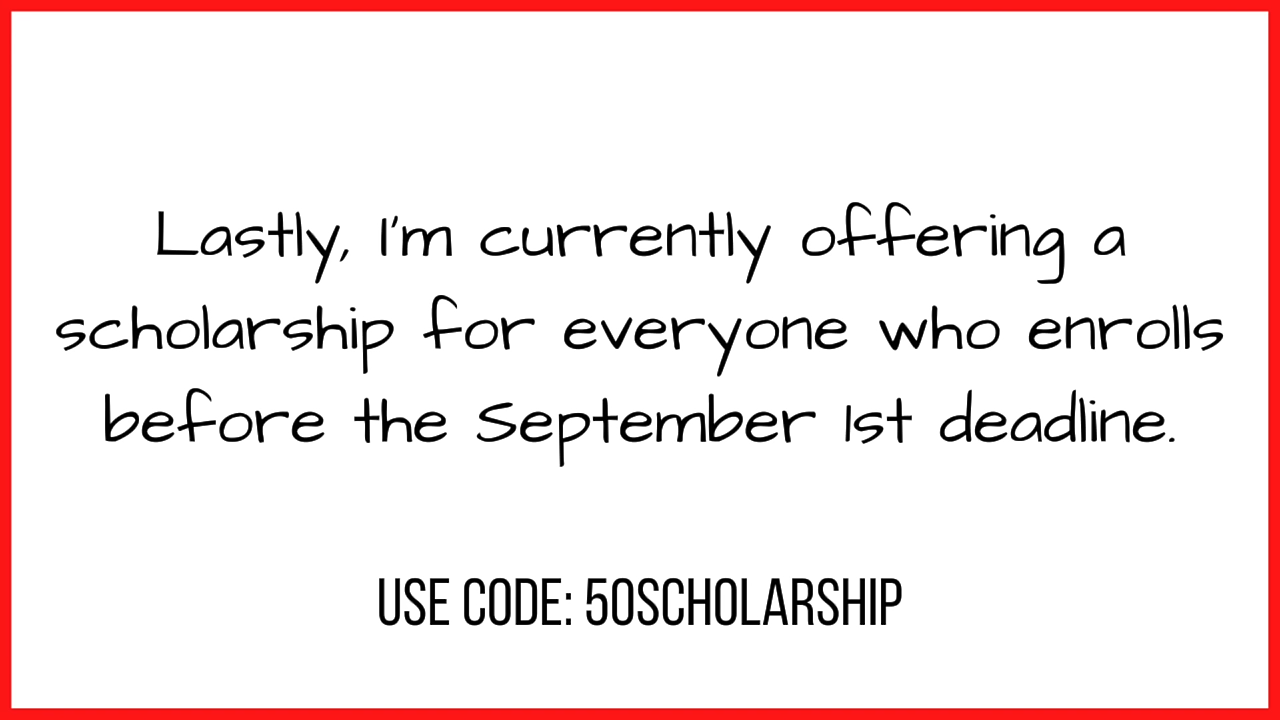 Lastly, I'm currently offering a
scholarship for everyone who enrolls
before the September 1st deadline.
USE CODE: 50SCHOLARSHIP